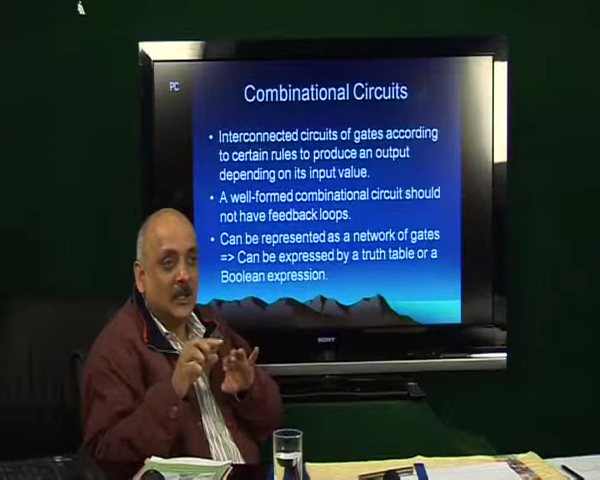 PC
Combinational Circuits
• Interconnected circuits of gates according
to certain rules to produce an output
depending on its input value.
• A well-formed combinational circuit should
not have feedback loops.
• Can be represented as a network of gates
=> Can be expressed by a truth table or a
Boolean expression.
SONY